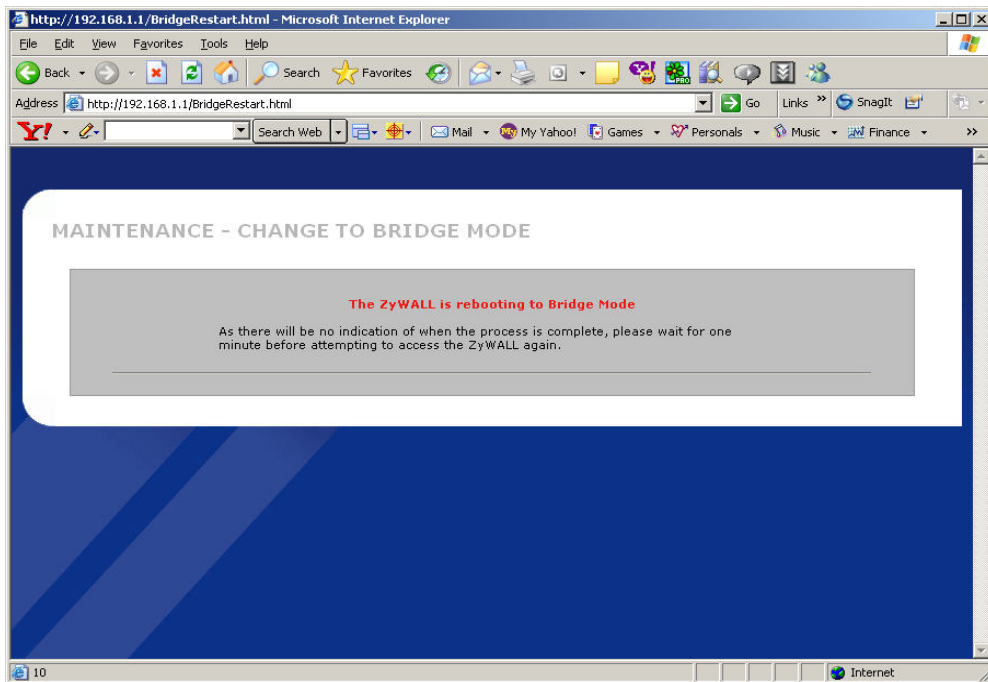 http://192.168.1.1/BridgeRestart.html - Microsoft Internet Explorer
File Edit View Favorites Tools Help
Back Search Favorites PRO
Address http://192.168.1.1/BridgeRestart.html Go Links » SnagIt
Y! Search Web Mail My Yahoo! Games Personals Music Finance »
MAINTENANCE - CHANGE TO BRIDGE MODE
The ZyWALL is rebooting to Bridge Mode
As there will be no indication of when the process is complete, please wait for one
minute before attempting to access the ZyWALL again.
10 Internet